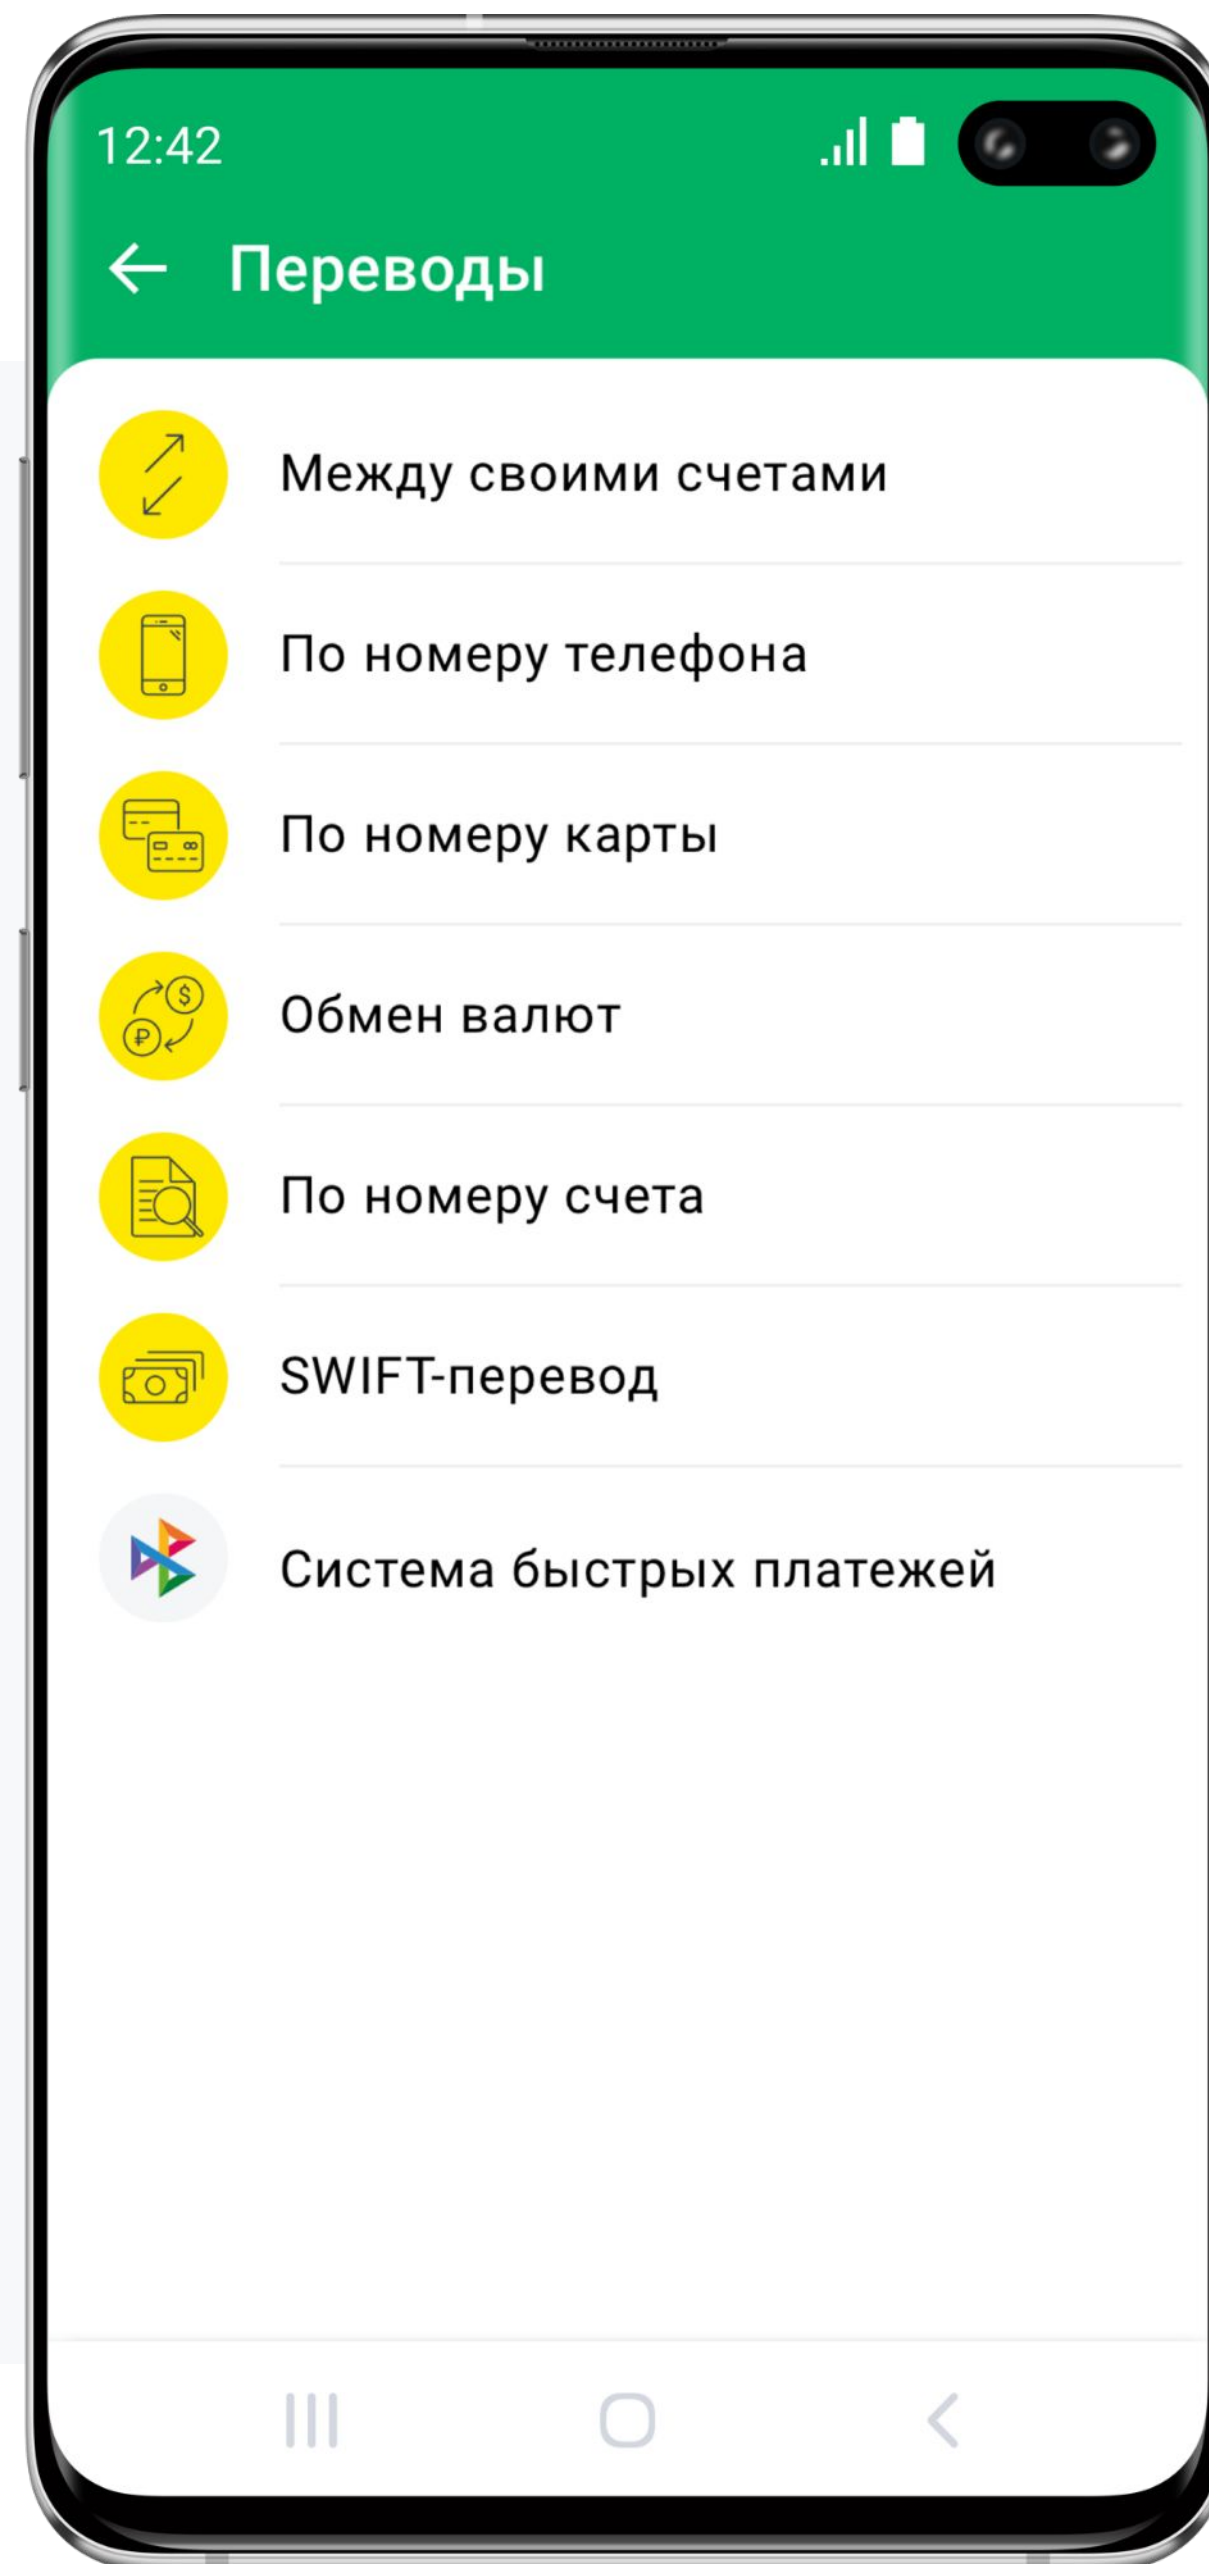 12:42
Переводы
Между своими счетами
По номеру телефона
По номеру карты
Обмен валют
По номеру счета
SWIFT-перевод
Система быстрых платежей